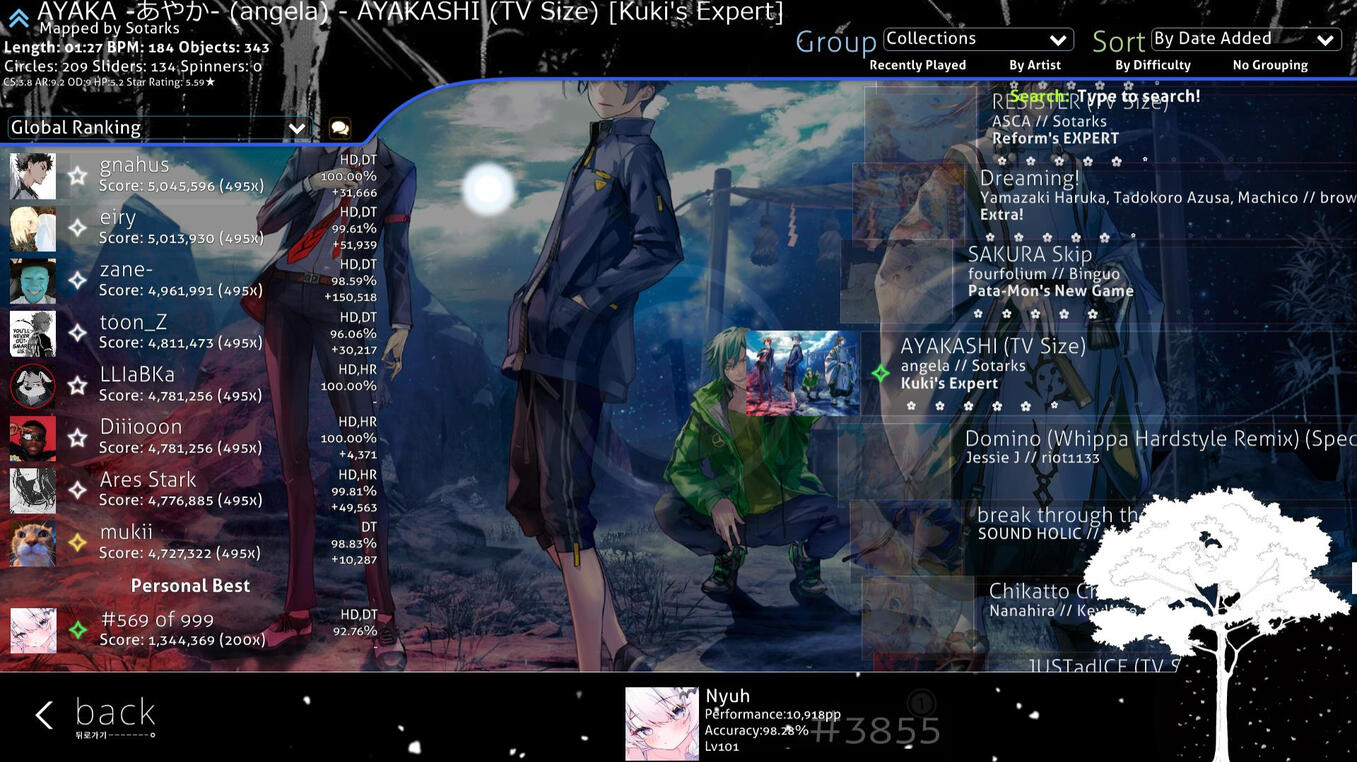 AYAKA -あやか- (angela) - AYAKASHI (TV Size) [Kuki's Expert]
Mapped by Sotarks
Length: 01:27 BPM: 184 Objects: 343
Circles: 209 Sliders: 134 Spinners: 0
CS:3.8 AR:9.2 OD:9 HP:5.2 Star Rating: 5.59★
Group Collections
Sort By Date Added
Recently Played By Artist By Difficulty No Grouping
Search: Type to search!
Global Ranking
gnahus
Score: 5,045,596 (495x)
HD,DT
100.00%
+31,666
eiry
Score: 5,013,930 (495x)
HD,DT
99.61%
+51,939
zane-
Score: 4,961,991 (495x)
HD,DT
98.59%
+150,518
toon_Z
Score: 4,811,473 (495x)
HD,DT
96.06%
+30,217
LLIaBKa
Score: 4,781,256 (495x)
HD,HR
100.00%
-
Diiiooon
Score: 4,781,256 (495x)
HD,HR
100.00%
+4,371
Ares Stark
Score: 4,776,885 (495x)
HD,HR
99.81%
+49,563
mukii
Score: 4,727,322 (495x)
DT
98.83%
+10,287
Personal Best
#569 of 999
Score: 1,344,369 (200x)
HD,DT
92.76%
-
RESISTER (TV Size)
ASCA // Sotarks
Reform's EXPERT
Dreaming!
Yamazaki Haruka, Tadokoro Azusa, Machico // brow
Extra!
SAKURA Skip
fourfolium // Binguo
Pata-Mon's New Game
AYAKASHI (TV Size)
angela // Sotarks
Kuki's Expert
Domino (Whippa Hardstyle Remix) (Spec
Jessie J // riot1133
break through th
SOUND HOLIC //
Chikatto
Nanahira //
JUSTadICE (TV S
back
뒤로가기
Nyuh
Performance:10,918pp
Accuracy:98.28%
Lv101
#3855
1